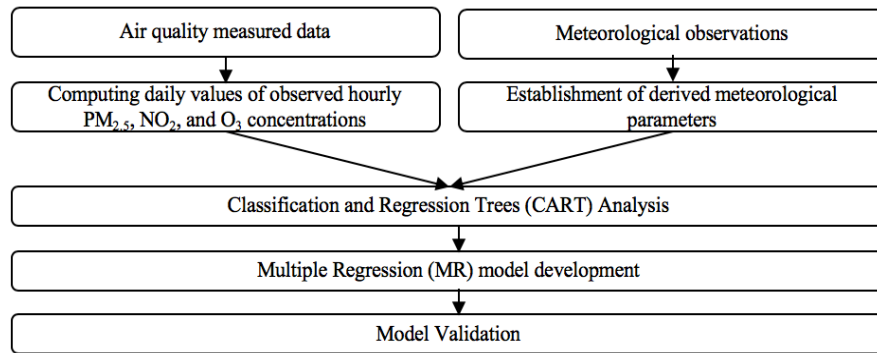 Air quality measured data
Meteorological observations
Computing daily values of observed hourly
PM2.5, NO2, and O3 concentrations
Establishment of derived meteorological
parameters
Classification and Regression Trees (CART) Analysis
Multiple Regression (MR) model development
Model Validation